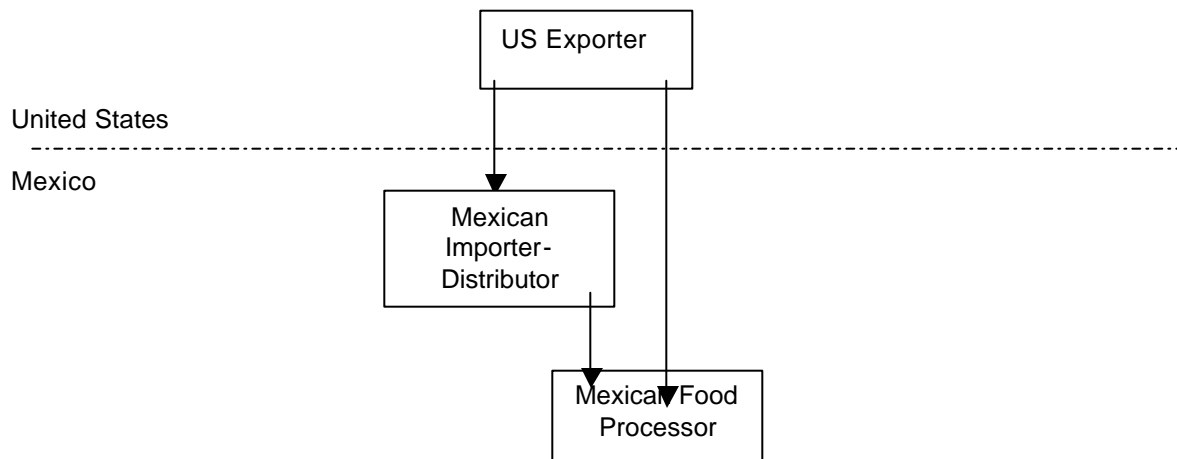 US Exporter
United States
Mexico
Mexican
Importer-
Distributor
Mexican Food
Processor